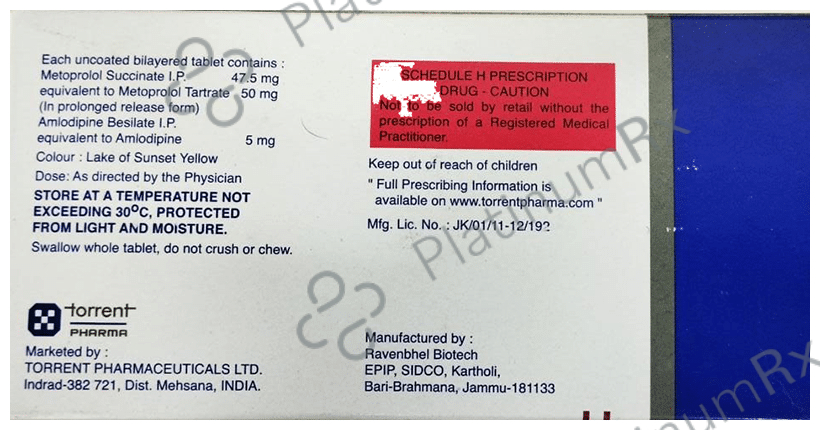 Each uncoated bilayered tablet contains :
Metoprolol Succinate I.P. 47.5 mg
equivalent to Metoprolol Tartrate 50 mg
(In prolonged release form)
Amlodipine Besilate I.P.
equivalent to Amlodipine 5 mg
Colour : Lake of Sunset Yellow
Dose: As directed by the Physician
STORE AT A TEMPERATURE NOT
EXCEEDING 30°C, PROTECTED
FROM LIGHT AND MOISTURE.
Swallow whole tablet, do not crush or chew.
torrent
PHARMA
Marketed by :
TORRENT PHARMACEUTICALS LTD.
Indrad-382 721, Dist. Mehsana, INDIA.
SCHEDULE H PRESCRIPTION
DRUG - CAUTION
Not to be sold by retail without the
prescription of a Registered Medical
Practitioner.
Keep out of reach of children
" Full Prescribing Information is
available on www.torrentpharma.com "
Mfg. Lic. No. : JK/01/11-12/192
Manufactured by :
Ravenbhel Biotech
EPIP, SIDCO, Kartholi,
Bari-Brahmana, Jammu-181133
PlatinumRx
PlatinumRx
PlatinumRx